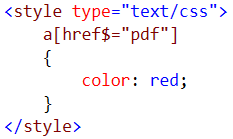 <style type="text/css">
    a[href$="pdf"]
    {
        color: red;
    }
</style>